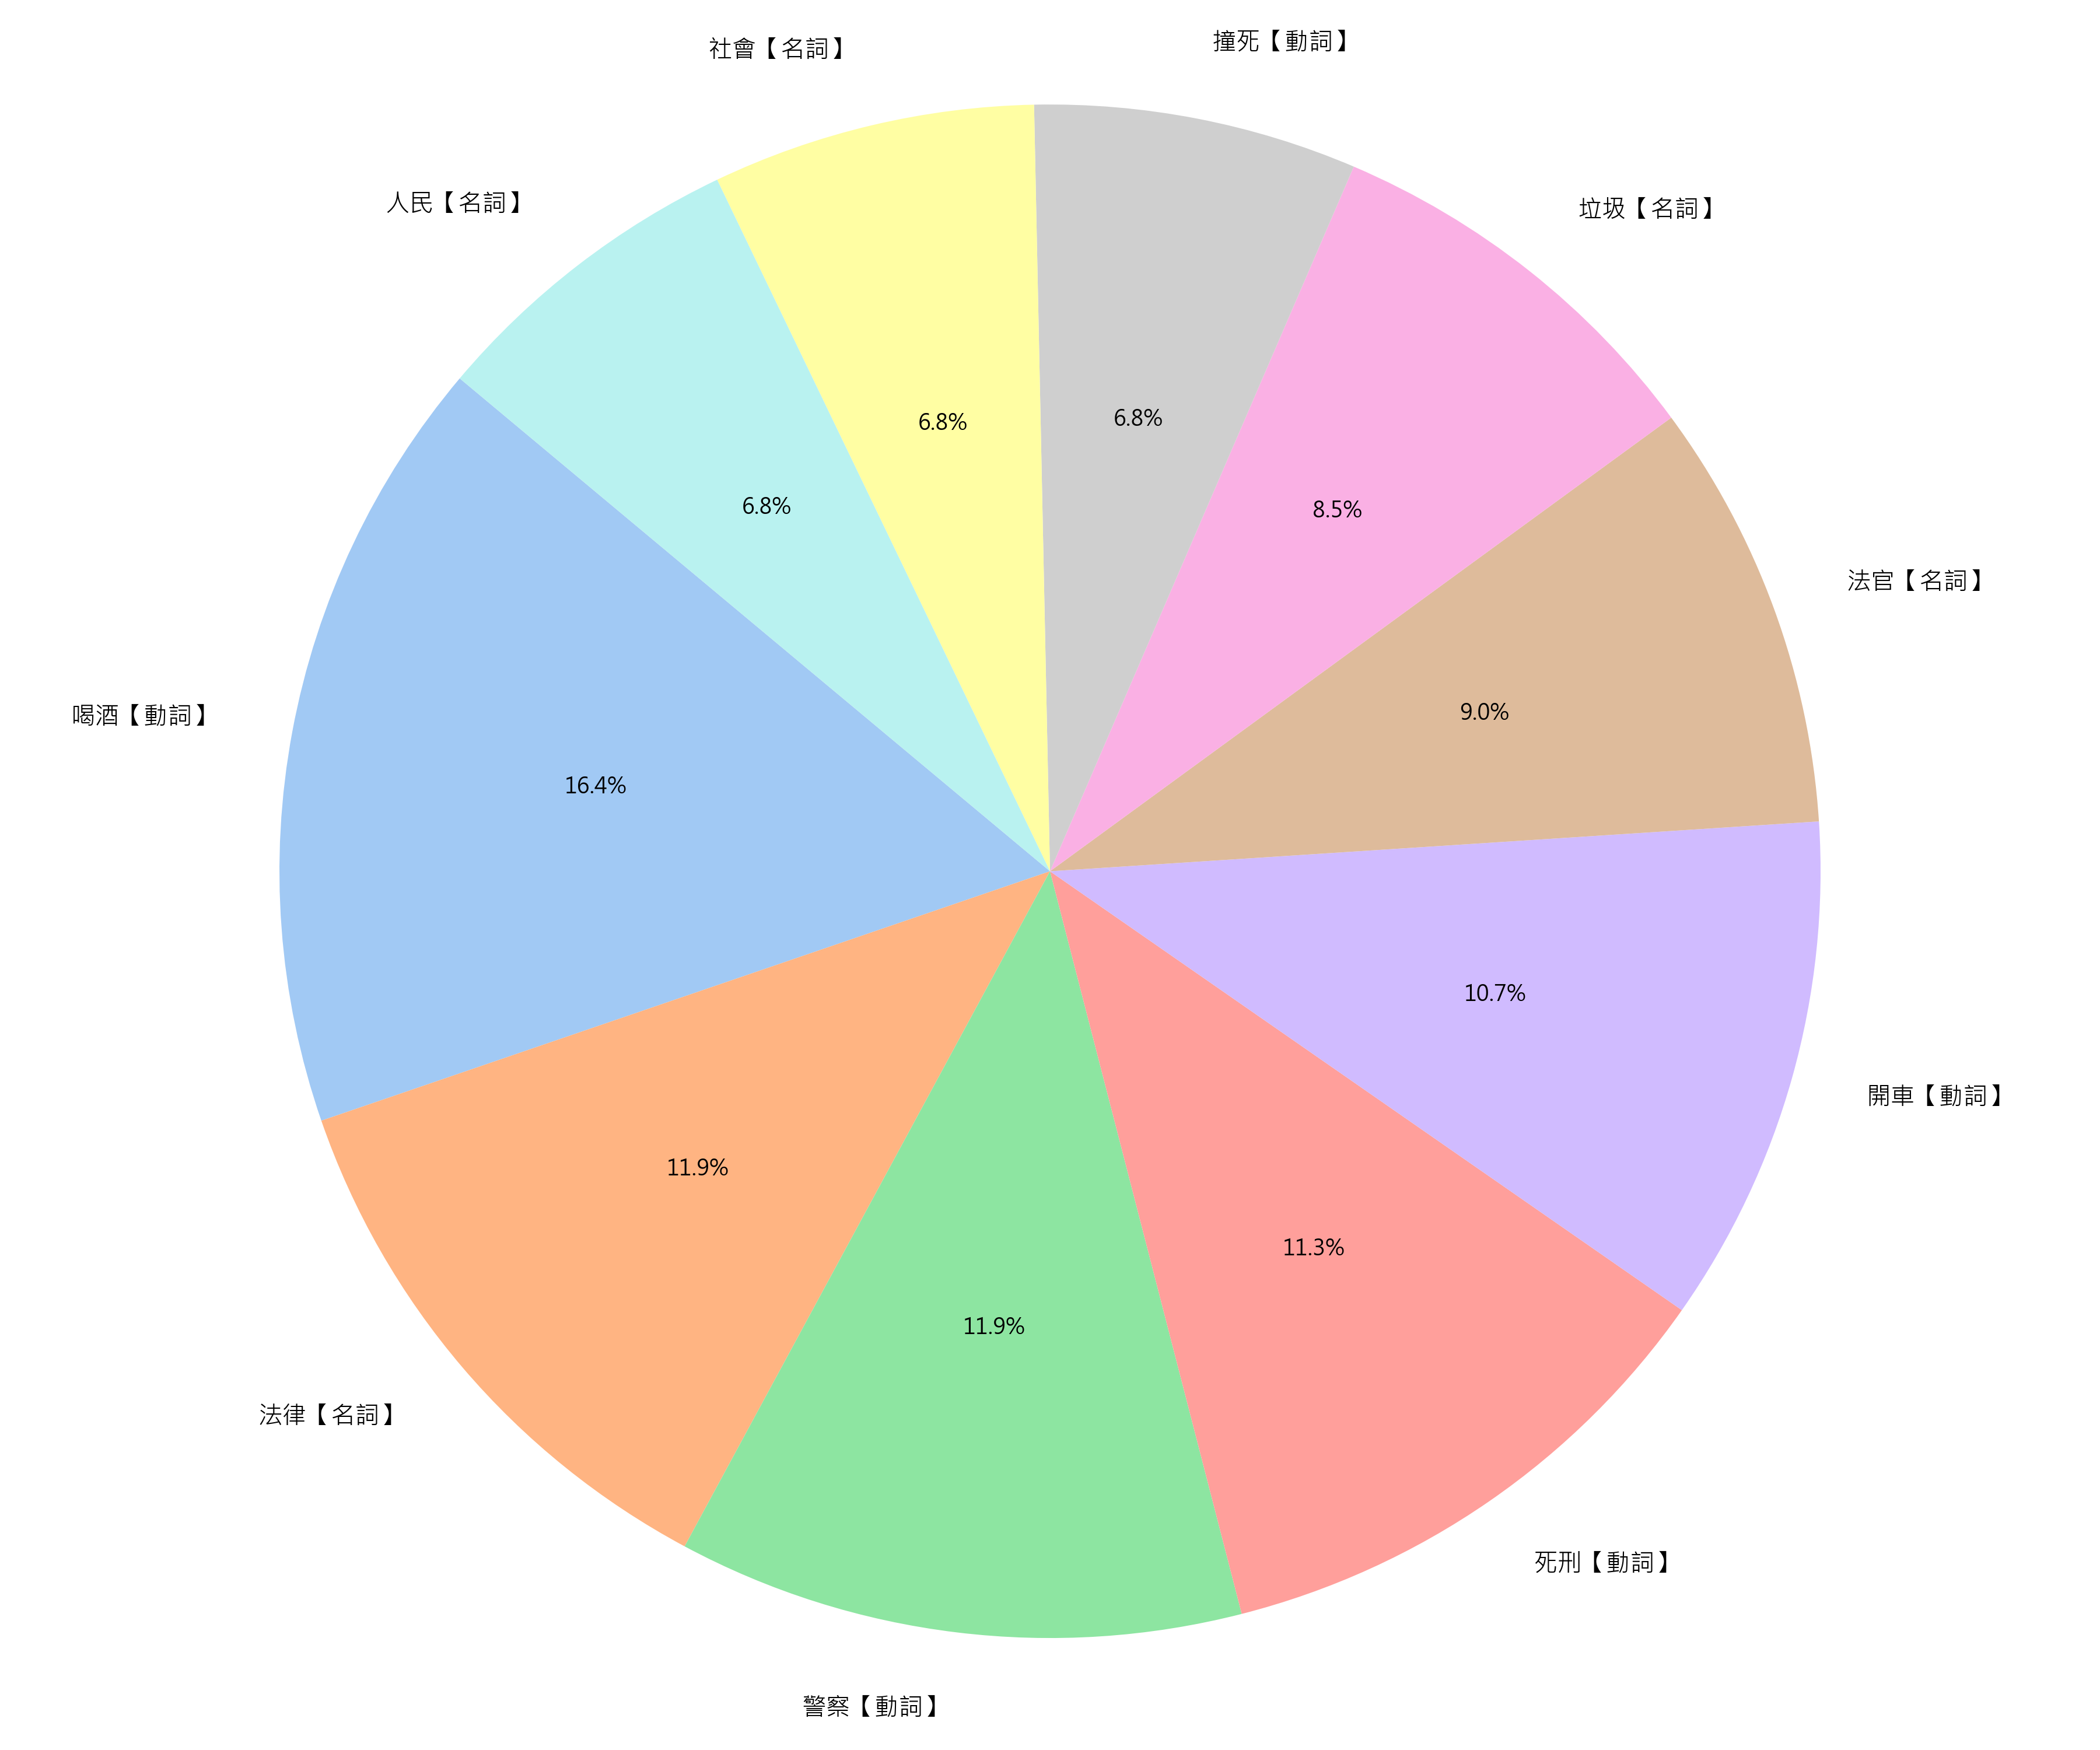 撞死【動詞】
社會【名詞】
人民【名詞】
垃圾【名詞】
6.8%
6.8%
6.8%
8.5%
法官【名詞】
喝酒【動詞】
9.0%
16.4%
10.7%
開車【動詞】
11.9%
11.3%
11.9%
法律【名詞】
死刑【動詞】
警察【動詞】